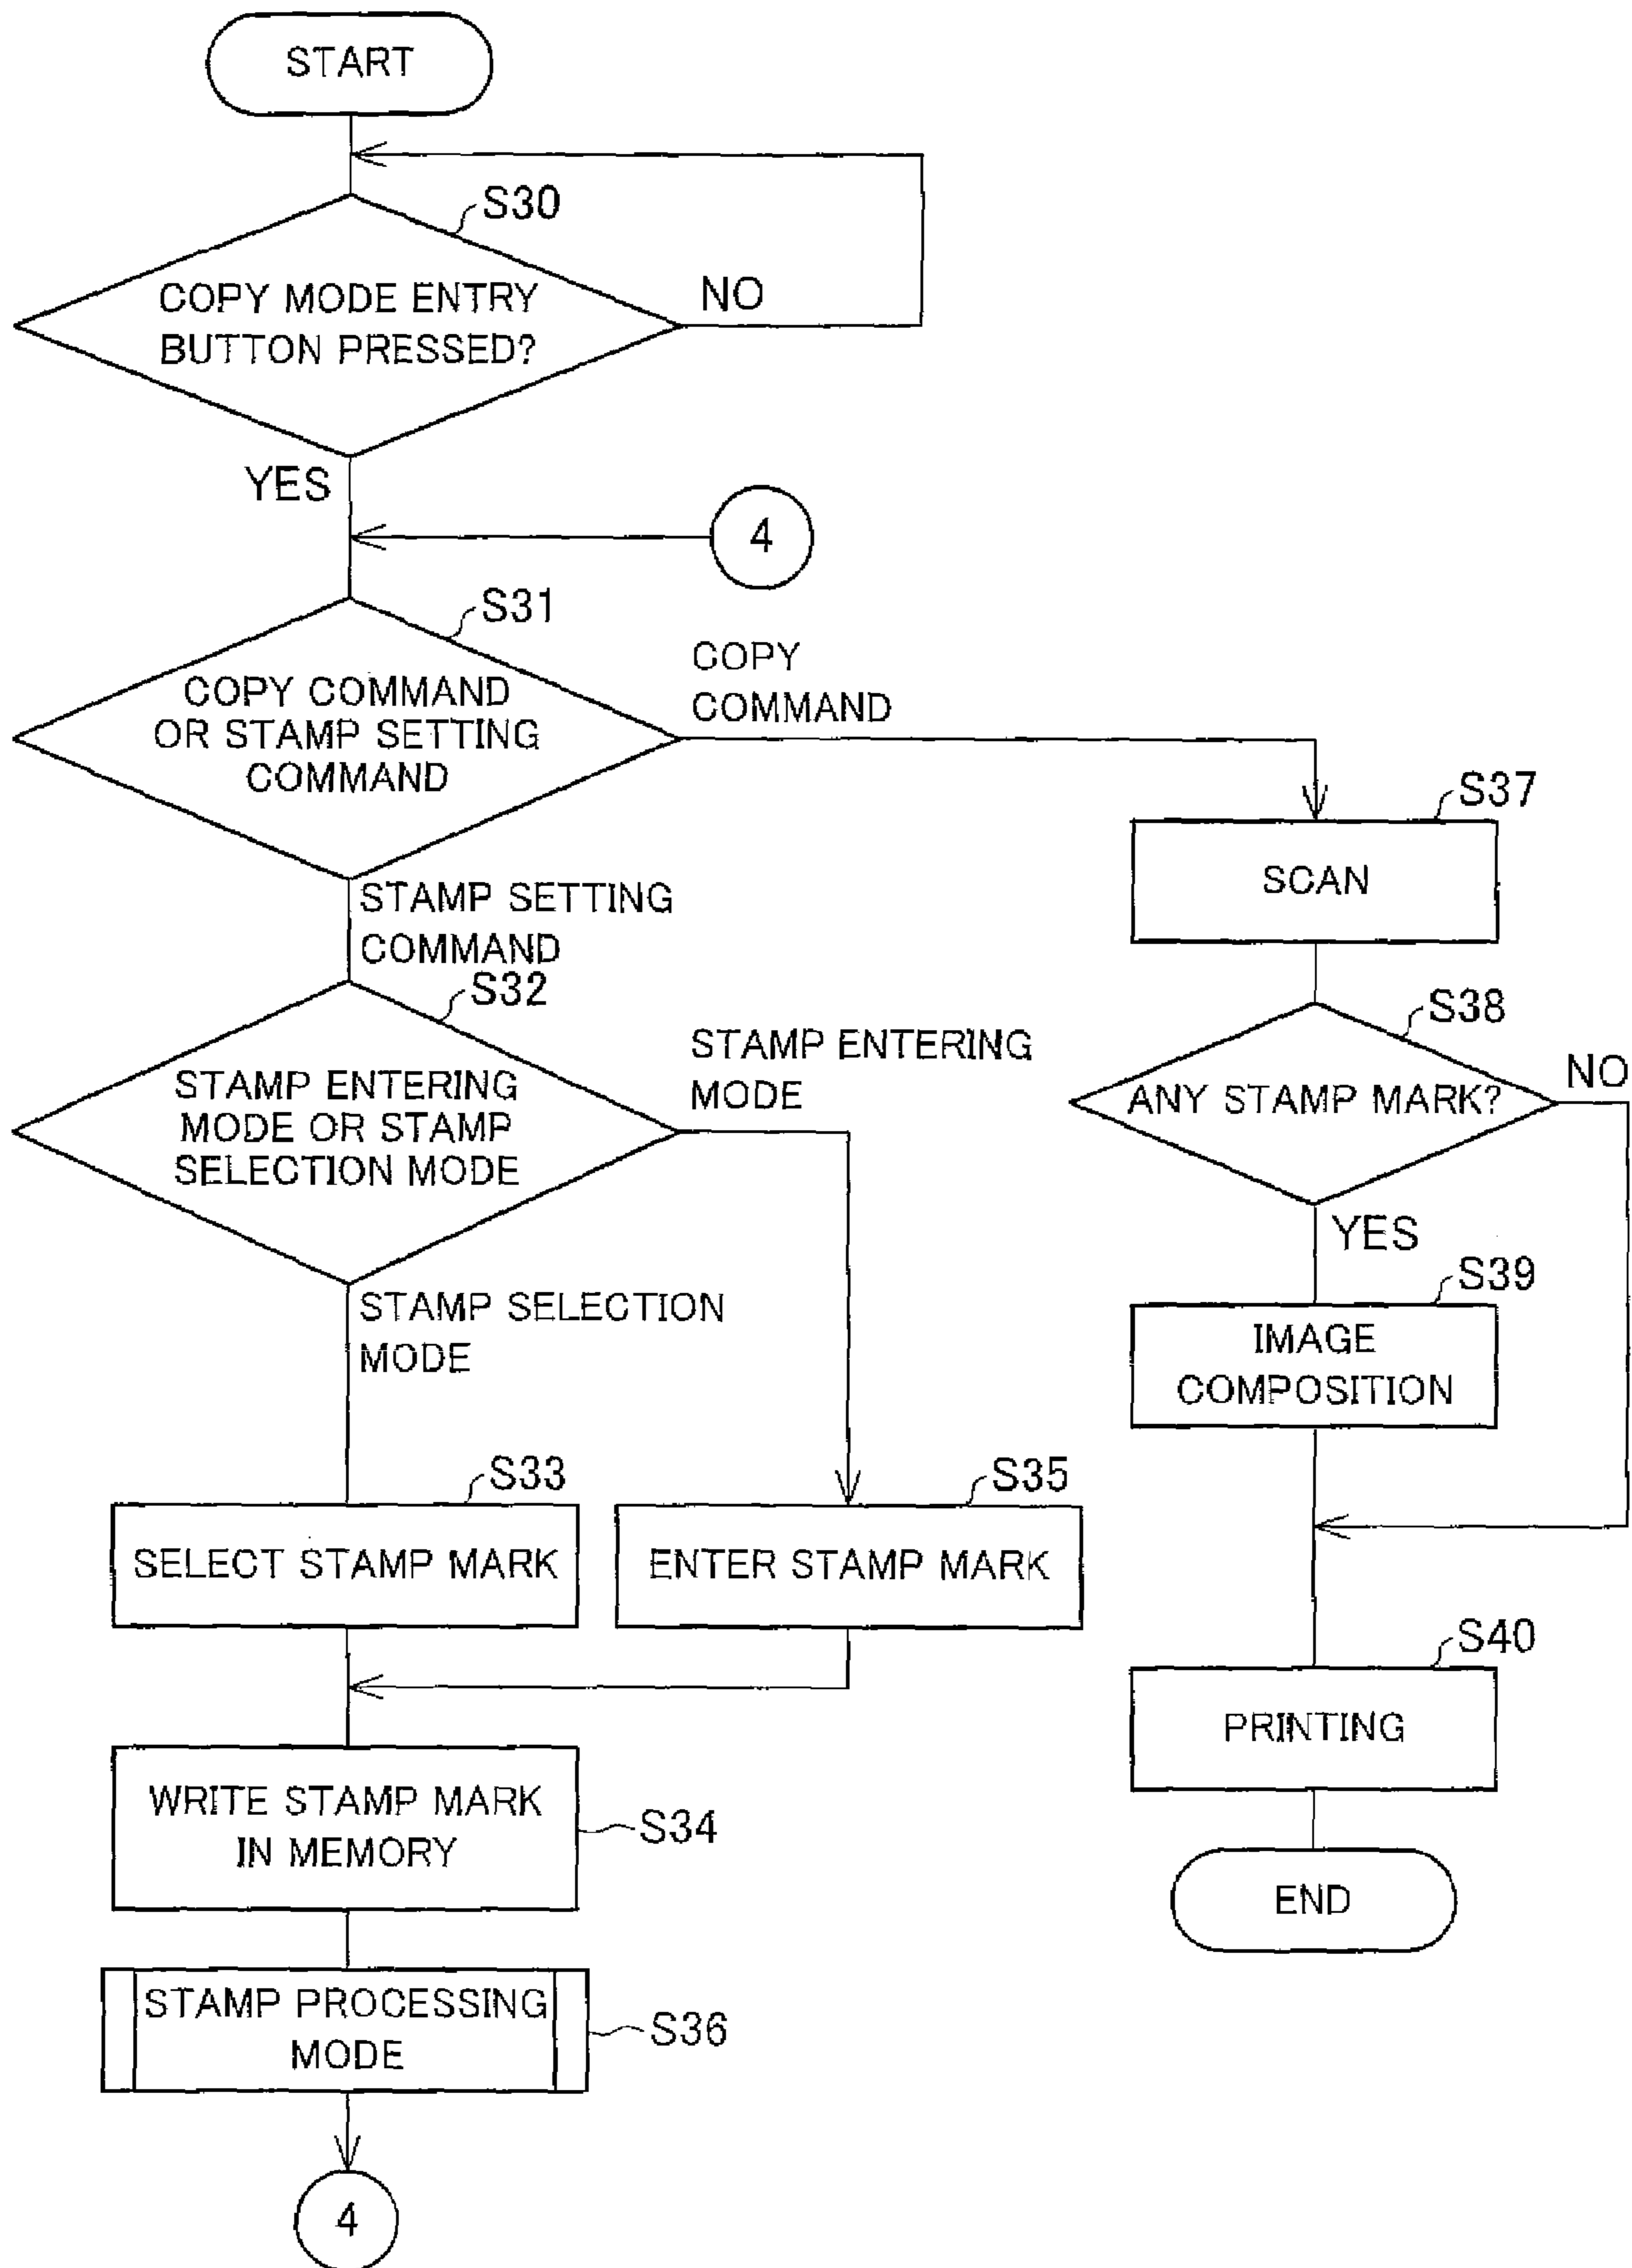 START
S30
COPY MODE ENTRY
BUTTON PRESSED?
NO
YES
4
S31
COPY COMMAND
OR STAMP SETTING
COMMAND
COPY
COMMAND
STAMP SETTING
COMMAND
S32
STAMP ENTERING
MODE OR STAMP
SELECTION MODE
STAMP ENTERING
MODE
STAMP SELECTION
MODE
S33
SELECT STAMP MARK
S35
ENTER STAMP MARK
WRITE STAMP MARK
IN MEMORY
S34
STAMP PROCESSING
MODE
S36
4
S37
SCAN
S38
ANY STAMP MARK?
NO
YES
S39
IMAGE
COMPOSITION
S40
PRINTING
END